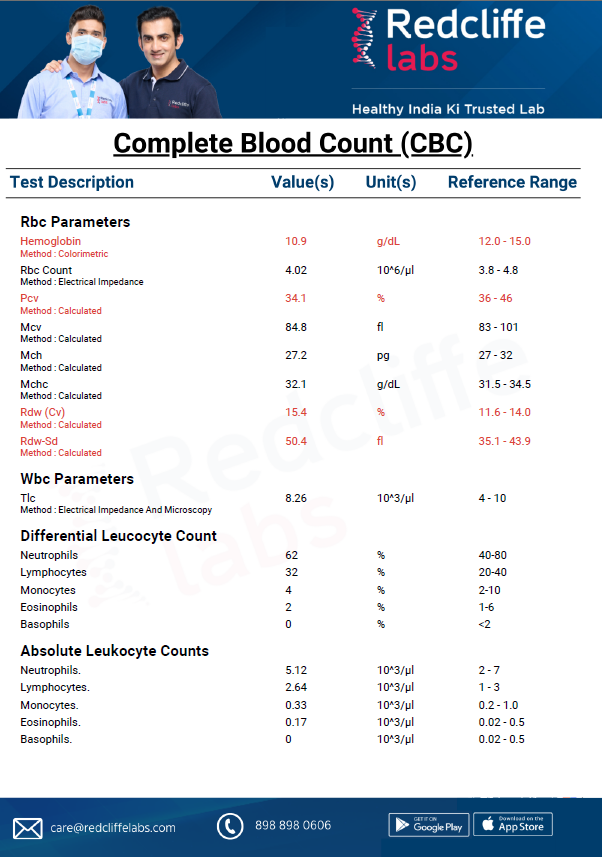 Redcliffe
labs
Healthy India Ki Trusted Lab
Redcliffe
labs
Complete Blood Count (CBC)
Test Description Value(s) Unit(s) Reference Range
Rbc Parameters
Hemoglobin 10.9 g/dL 12.0 - 15.0
Method : Colorimetric
Rbc Count 4.02 10^6/µl 3.8 - 4.8
Method : Electrical Impedance
Pcv 34.1 % 36 - 46
Method : Calculated
Mcv 84.8 fl 83 - 101
Method : Calculated
Mch 27.2 pg 27 - 32
Method : Calculated
Mchc 32.1 g/dL 31.5 - 34.5
Method : Calculated
Rdw (Cv) 15.4 % 11.6 - 14.0
Method : Calculated
Rdw-Sd 50.4 fl 35.1 - 43.9
Method : Calculated
Redcliffe
labs
Wbc Parameters
Tlc 8.26 10^3/µl 4 - 10
Method : Electrical Impedance And Microscopy
Differential Leucocyte Count
Neutrophils 62 % 40-80
Lymphocytes 32 % 20-40
Monocytes 4 % 2-10
Eosinophils 2 % 1-6
Basophils 0 % <2
Absolute Leukocyte Counts
Neutrophils. 5.12 10^3/µl 2 - 7
Lymphocytes. 2.64 10^3/µl 1 - 3
Monocytes. 0.33 10^3/µl 0.2 - 1.0
Eosinophils. 0.17 10^3/µl 0.02 - 0.5
Basophils. 0 10^3/µl 0.02 - 0.5
care@redcliffelabs.com 898 898 0606
GET IT ON
Google Play
Download on the
App Store